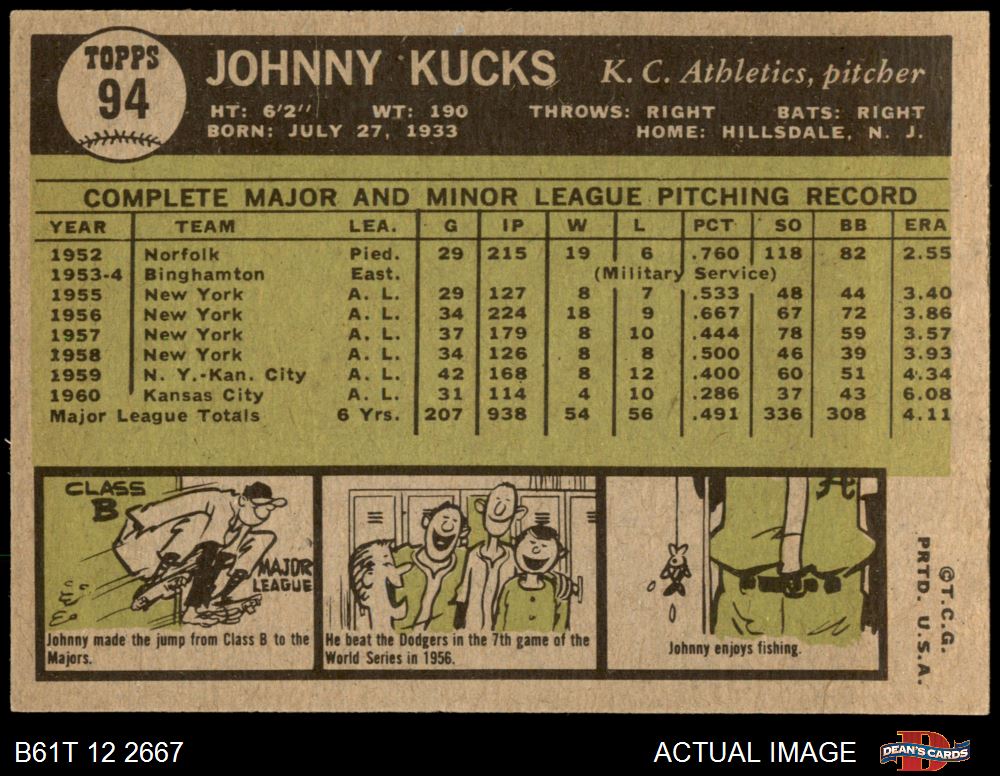 TOPPS
94
JOHNNY KUCKS K. C. Athletics, pitcher
HT: 6'2" WT: 190 THROWS: RIGHT BATS: RIGHT
BORN: JULY 27, 1933 HOME: HILLSDALE, N. J.
COMPLETE MAJOR AND MINOR LEAGUE PITCHING RECORD
YEAR TEAM LEA. G IP W L PCT SO BB ERA
1952 Norfolk Pied. 29 215 19 6 .760 118 82 2.55
1953-4 Binghamton East. (Military Service)
1955 New York A. L. 29 127 8 7 .533 48 44 3.40
1956 New York A. L. 34 224 18 9 .667 67 72 3.86
1957 New York A. L. 37 179 8 10 .444 78 59 3.57
1958 New York A. L. 34 126 8 8 .500 46 39 3.93
1959 N. Y.-Kan. City A. L. 42 168 8 12 .400 60 51 4.34
1960 Kansas City A. L. 31 114 4 10 .286 37 43 6.08
Major League Totals 6 Yrs. 207 938 54 56 .491 336 308 4.11
CLASS
B
MAJOR
LEAGUE
Johnny made the jump from Class B to the
Majors.
He beat the Dodgers in the 7th game of the
World Series in 1956.
A
Johnny enjoys fishing.
©T.C.G.
PRTD. U.S.A.
B61T 12 2667
ACTUAL IMAGE
DEAN'S CARDS